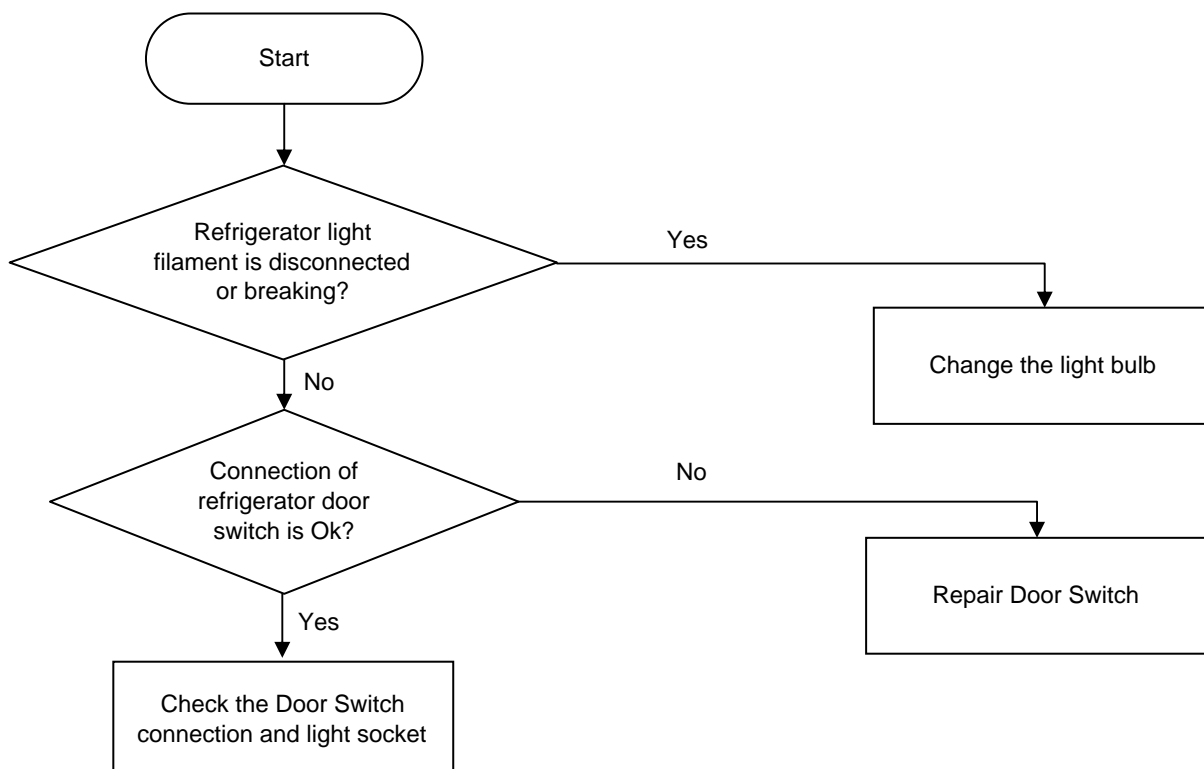 Start
Refrigerator light
filament is disconnected
or breaking?
Yes
Change the light bulb
No
Connection of
refrigerator door
switch is Ok?
No
Repair Door Switch
Yes
Check the Door Switch
connection and light socket